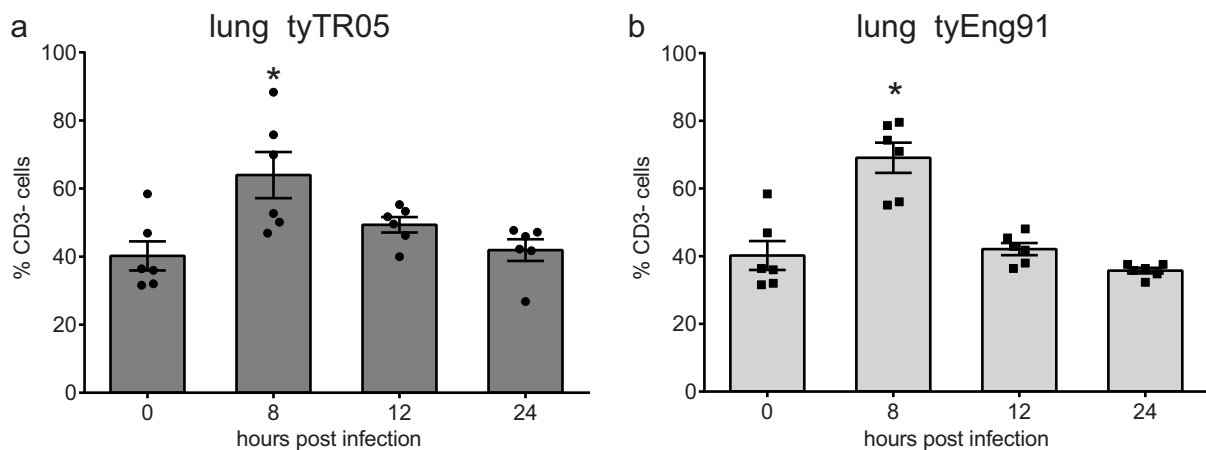 a lung tyTR05
100
80
60
40
20
0
% CD3- cells
*
0 8 12 24
hours post infection
b lung tyEng91
100
80
60
40
20
0
% CD3- cells
*
0 8 12 24
hours post infection